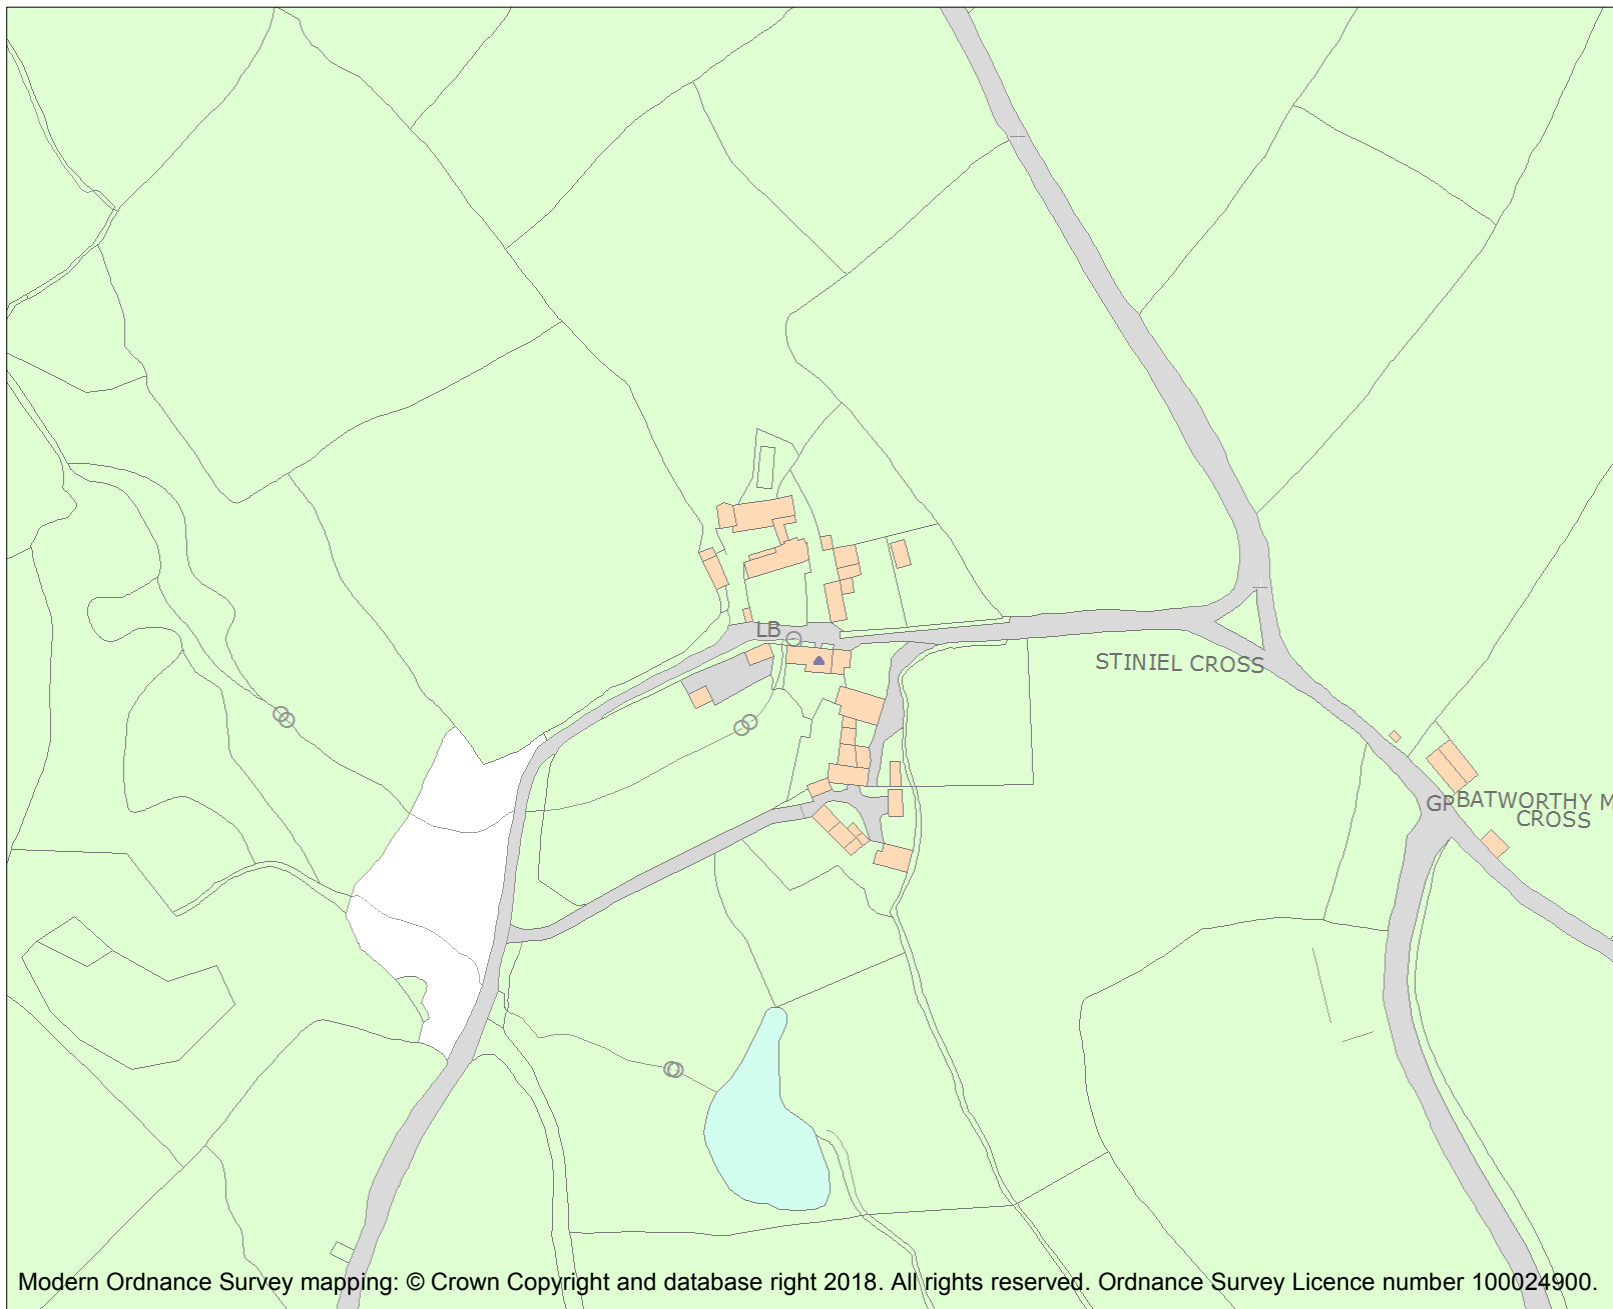 LB
STINIEL CROSS
GP
BATWORTHY M
CROSS
Modern Ordnance Survey mapping: © Crown Copyright and database right 2018. All rights reserved. Ordnance Survey Licence number 100024900.